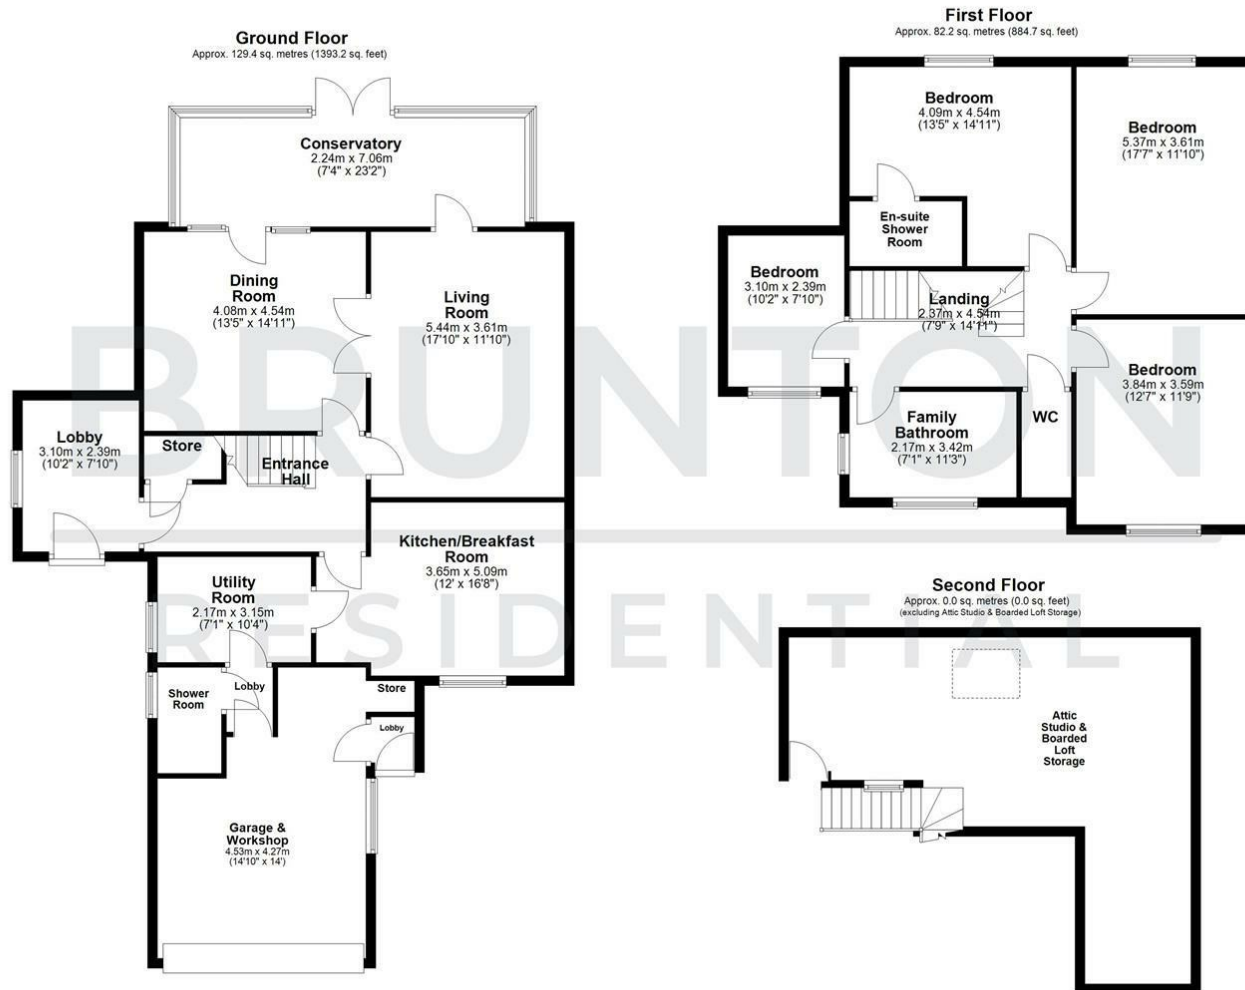 Ground Floor
Approx. 129.4 sq. metres (1393.2 sq. feet)
Conservatory
2.24m x 7.06m
(7'4" x 23'2")
Dining
Room
4.08m x 4.54m
(13'5" x 14'11")
Living
Room
5.44m x 3.61m
(17'10" x 11'10")
Lobby
3.10m x 2.39m
(10'2" x 7'10")
Store
Entrance
Hall
Kitchen/Breakfast
Room
3.65m x 5.09m
(12' x 16'8")
Utility
Room
2.17m x 3.15m
(7'1" x 10'4")
Shower
Room
Lobby
Store
Lobby
Garage &
Workshop
4.53m x 4.27m
(14'10" x 14')
First Floor
Approx. 82.2 sq. metres (884.7 sq. feet)
Bedroom
4.09m x 4.54m
(13'5" x 14'11")
Bedroom
5.37m x 3.61m
(17'7" x 11'10")
En-suite
Shower
Room
Bedroom
3.10m x 2.39m
(10'2" x 7'10")
Landing
2.37m x 4.54m
(7'9" x 14'11")
Bedroom
3.84m x 3.59m
(12'7" x 11'9")
Family
Bathroom
2.17m x 3.42m
(7'1" x 11'3")
WC
Second Floor
Approx. 0.0 sq. metres (0.0 sq. feet)
(excluding Attic Studio & Boarded Loft Storage)
Attic
Studio &
Boarded
Loft
Storage
BRUNTON
RESIDENTIAL